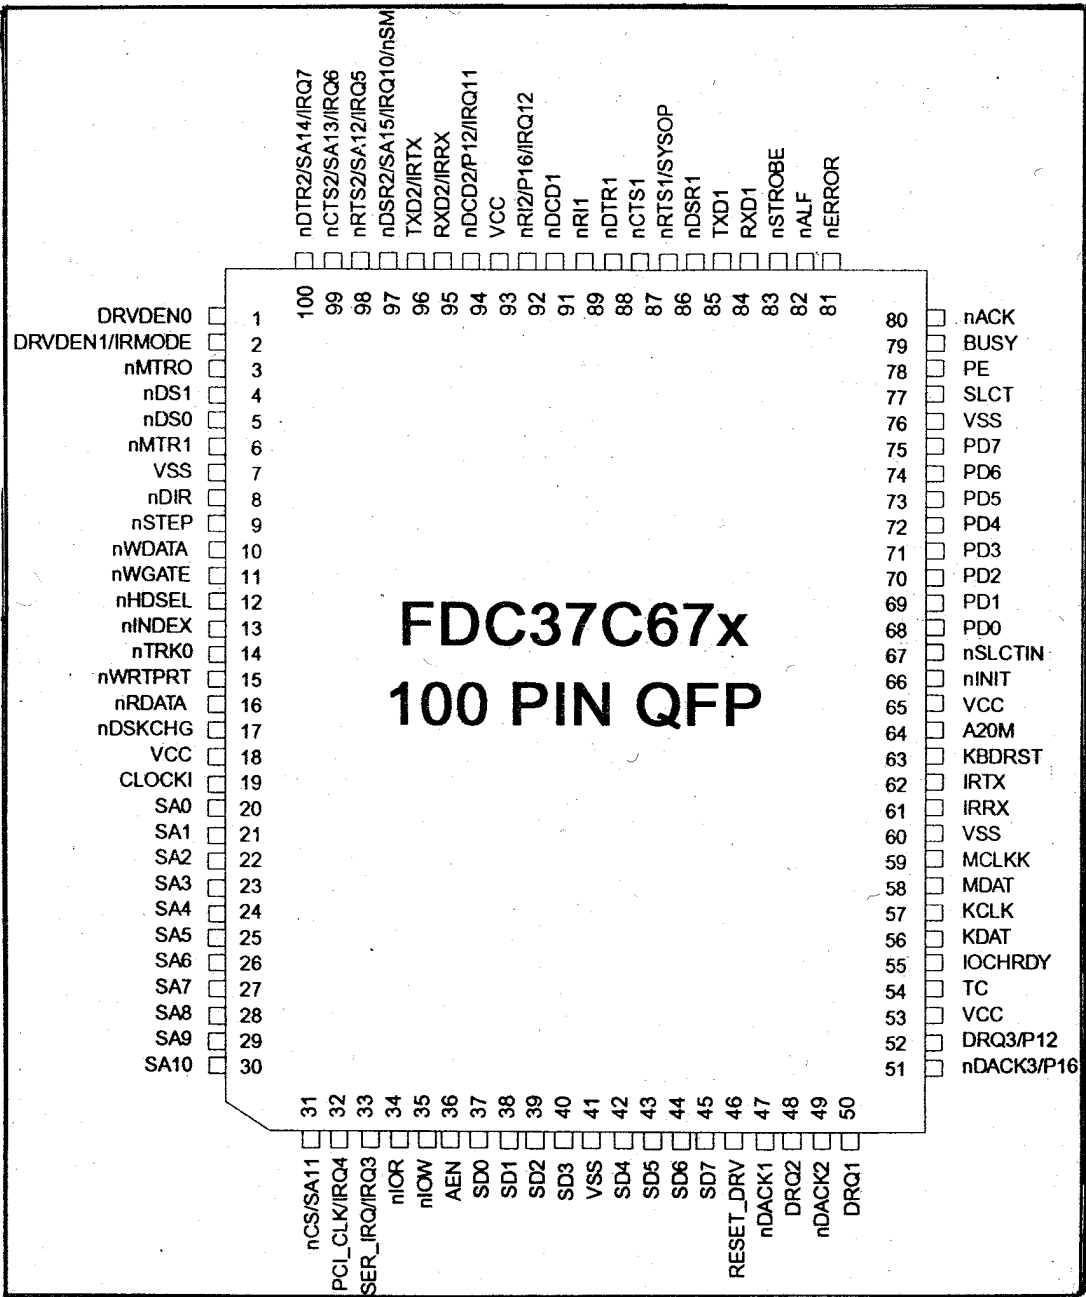 nDTR2/SA14/IRQ7
nCTS2/SA13/IRQ6
nRTS2/SA12/IRQ5
nDSR2/SA15/IRQ10/nSM
TXD2/IRTX
RXD2/IRRX
nDCD2/P12/IRQ11
VCC
nRI2/P16/IRQ12
nDCD1
nRI1
nDTR1
nCTS1
nRTS1/SYSOP
nDSR1
TXD1
RXD1
nSTROBE
nALF
nERROR
100
99
98
97
96
95
94
93
92
91
89
88
87
86
85
84
83
82
81
DRVDEN0 1
DRVDEN1/IRMODE 2
nMTRO 3
nDS1 4
nDS0 5
nMTR1 6
VSS 7
nDIR 8
nSTEP 9
nWDATA 10
nWGATE 11
nHDSEL 12
nINDEX 13
nTRK0 14
nWRTPRT 15
nRDATA 16
nDSKCHG 17
VCC 18
CLOCKI 19
SA0 20
SA1 21
SA2 22
SA3 23
SA4 24
SA5 25
SA6 26
SA7 27
SA8 28
SA9 29
SA10 30
FDC37C67x
100 PIN QFP
80 nACK
79 BUSY
78 PE
77 SLCT
76 VSS
75 PD7
74 PD6
73 PD5
72 PD4
71 PD3
70 PD2
69 PD1
68 PD0
67 nSLCTIN
66 nINIT
65 VCC
64 A20M
63 KBDRST
62 IRTX
61 IRRX
60 VSS
59 MCLKK
58 MDAT
57 KCLK
56 KDAT
55 IOCHRDY
54 TC
53 VCC
52 DRQ3/P12
51 nDACK3/P16
31
32
33
34
35
36
37
38
39
40
41
42
43
44
45
46
47
48
49
50
nCS/SA11
PCI_CLK/IRQ4
SER_IRQ/IRQ3
nIOR
nIOW
AEN
SD0
SD1
SD2
SD3
VSS
SD4
SD5
SD6
SD7
RESET_DRV
nDACK1
DRQ2
nDACK2
DRQ1